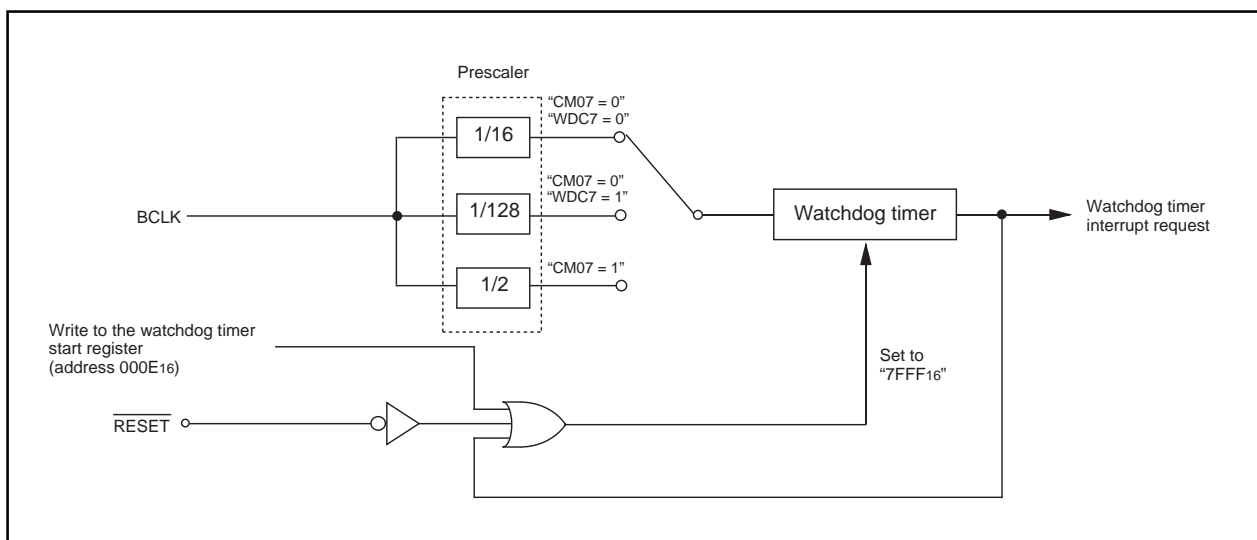 Prescaler
“CM07 = 0”
“WDC7 = 0”
1/16
“CM07 = 0”
“WDC7 = 1”
BCLK
1/128
Watchdog timer
Watchdog timer
interrupt request
“CM07 = 1”
1/2
Write to the watchdog timer
start register
(address 000E16)
Set to
“7FFF16”
RESET